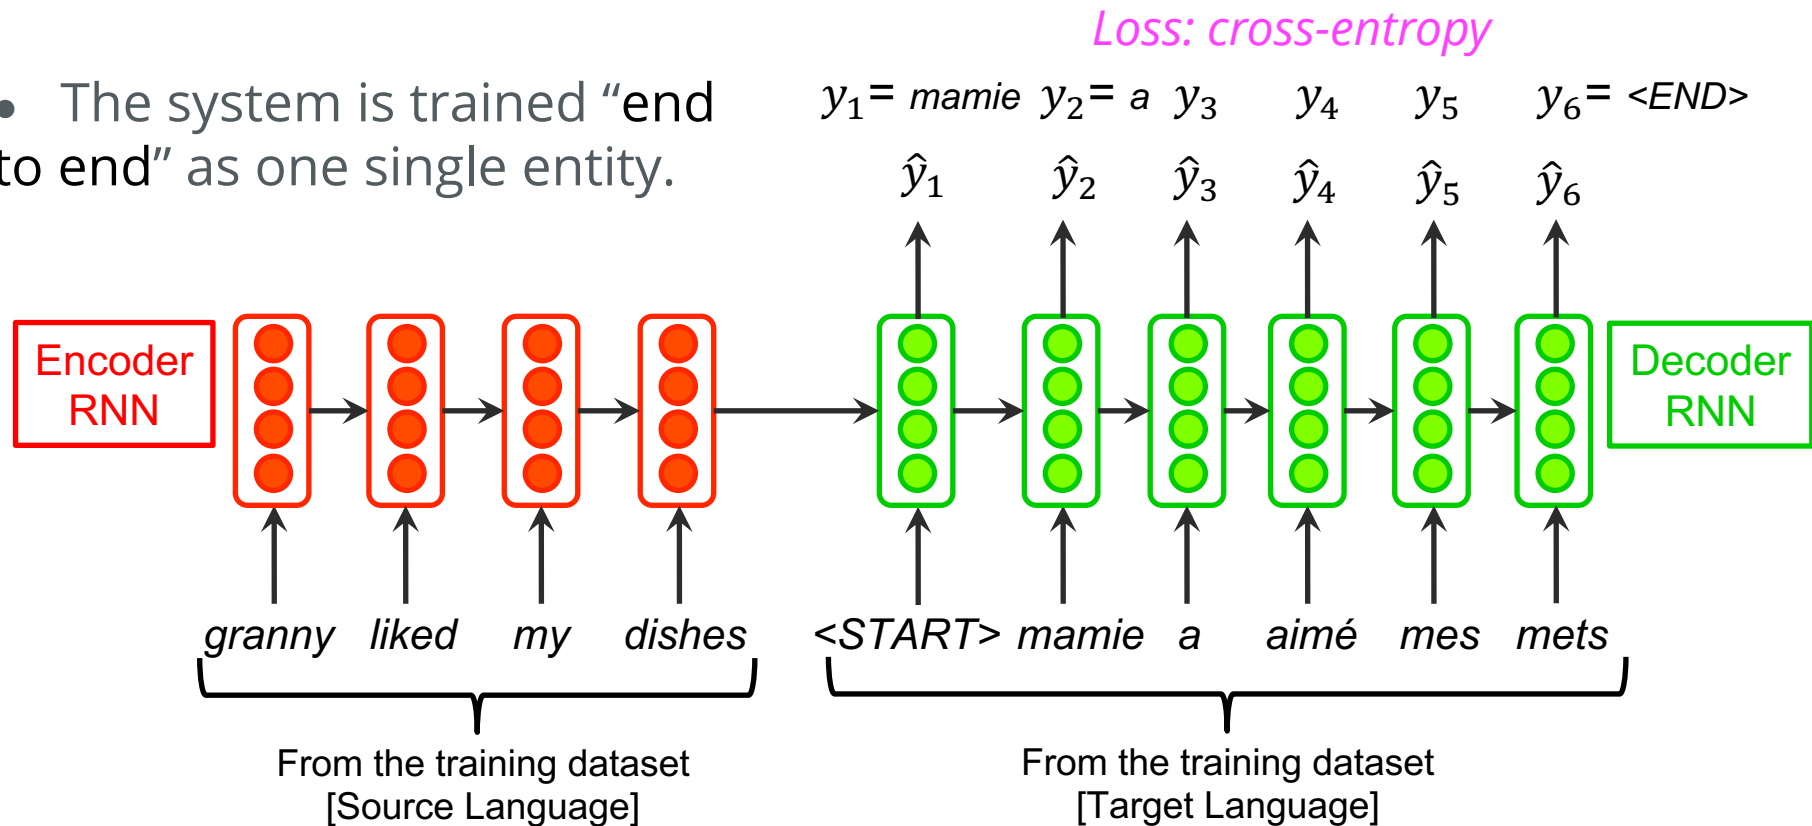 Loss: cross-entropy
• The system is trained “end
to end” as one single entity.
y₁= mamie y₂= a y₃ y₄ y₅ y₆= <END>
ŷ₁ ŷ₂ ŷ₃ ŷ₄ ŷ₅ ŷ₆
Encoder
RNN
Decoder
RNN
granny liked my dishes <START> mamie a aimé mes mets
From the training dataset
[Source Language]
From the training dataset
[Target Language]